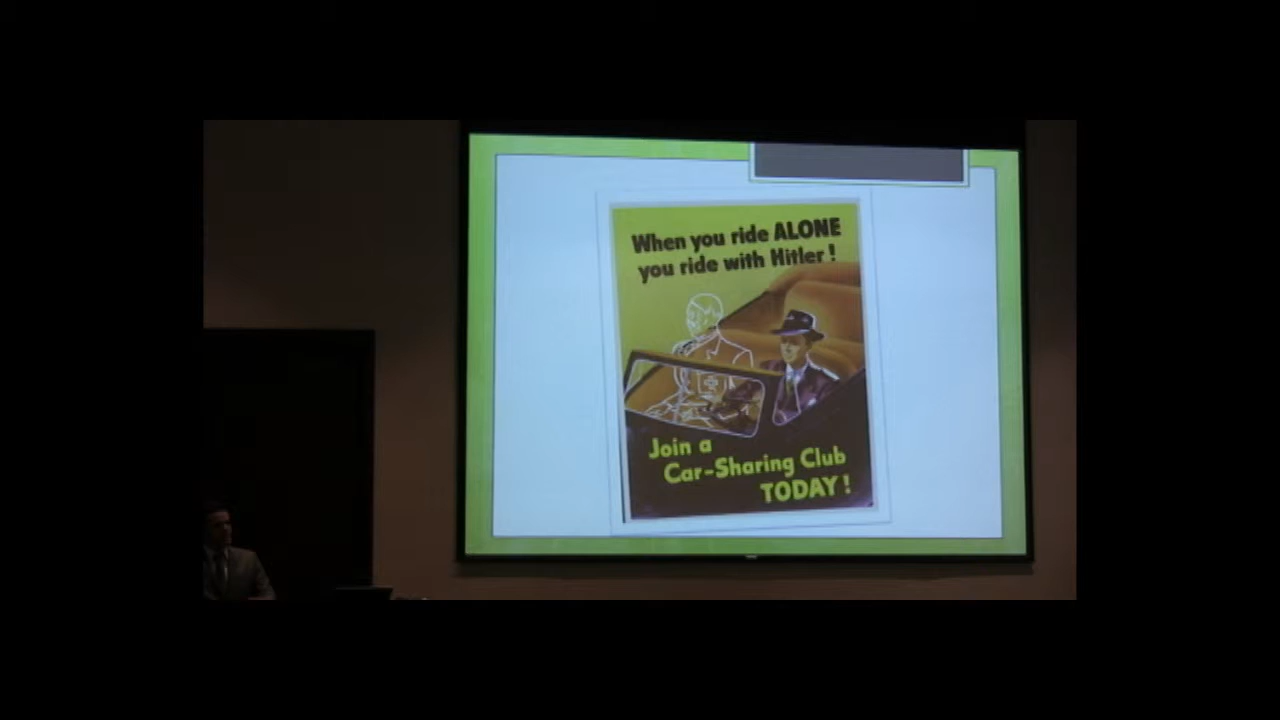 When you ride ALONE
you ride with Hitler!
Join a
Car-Sharing Club
TODAY!